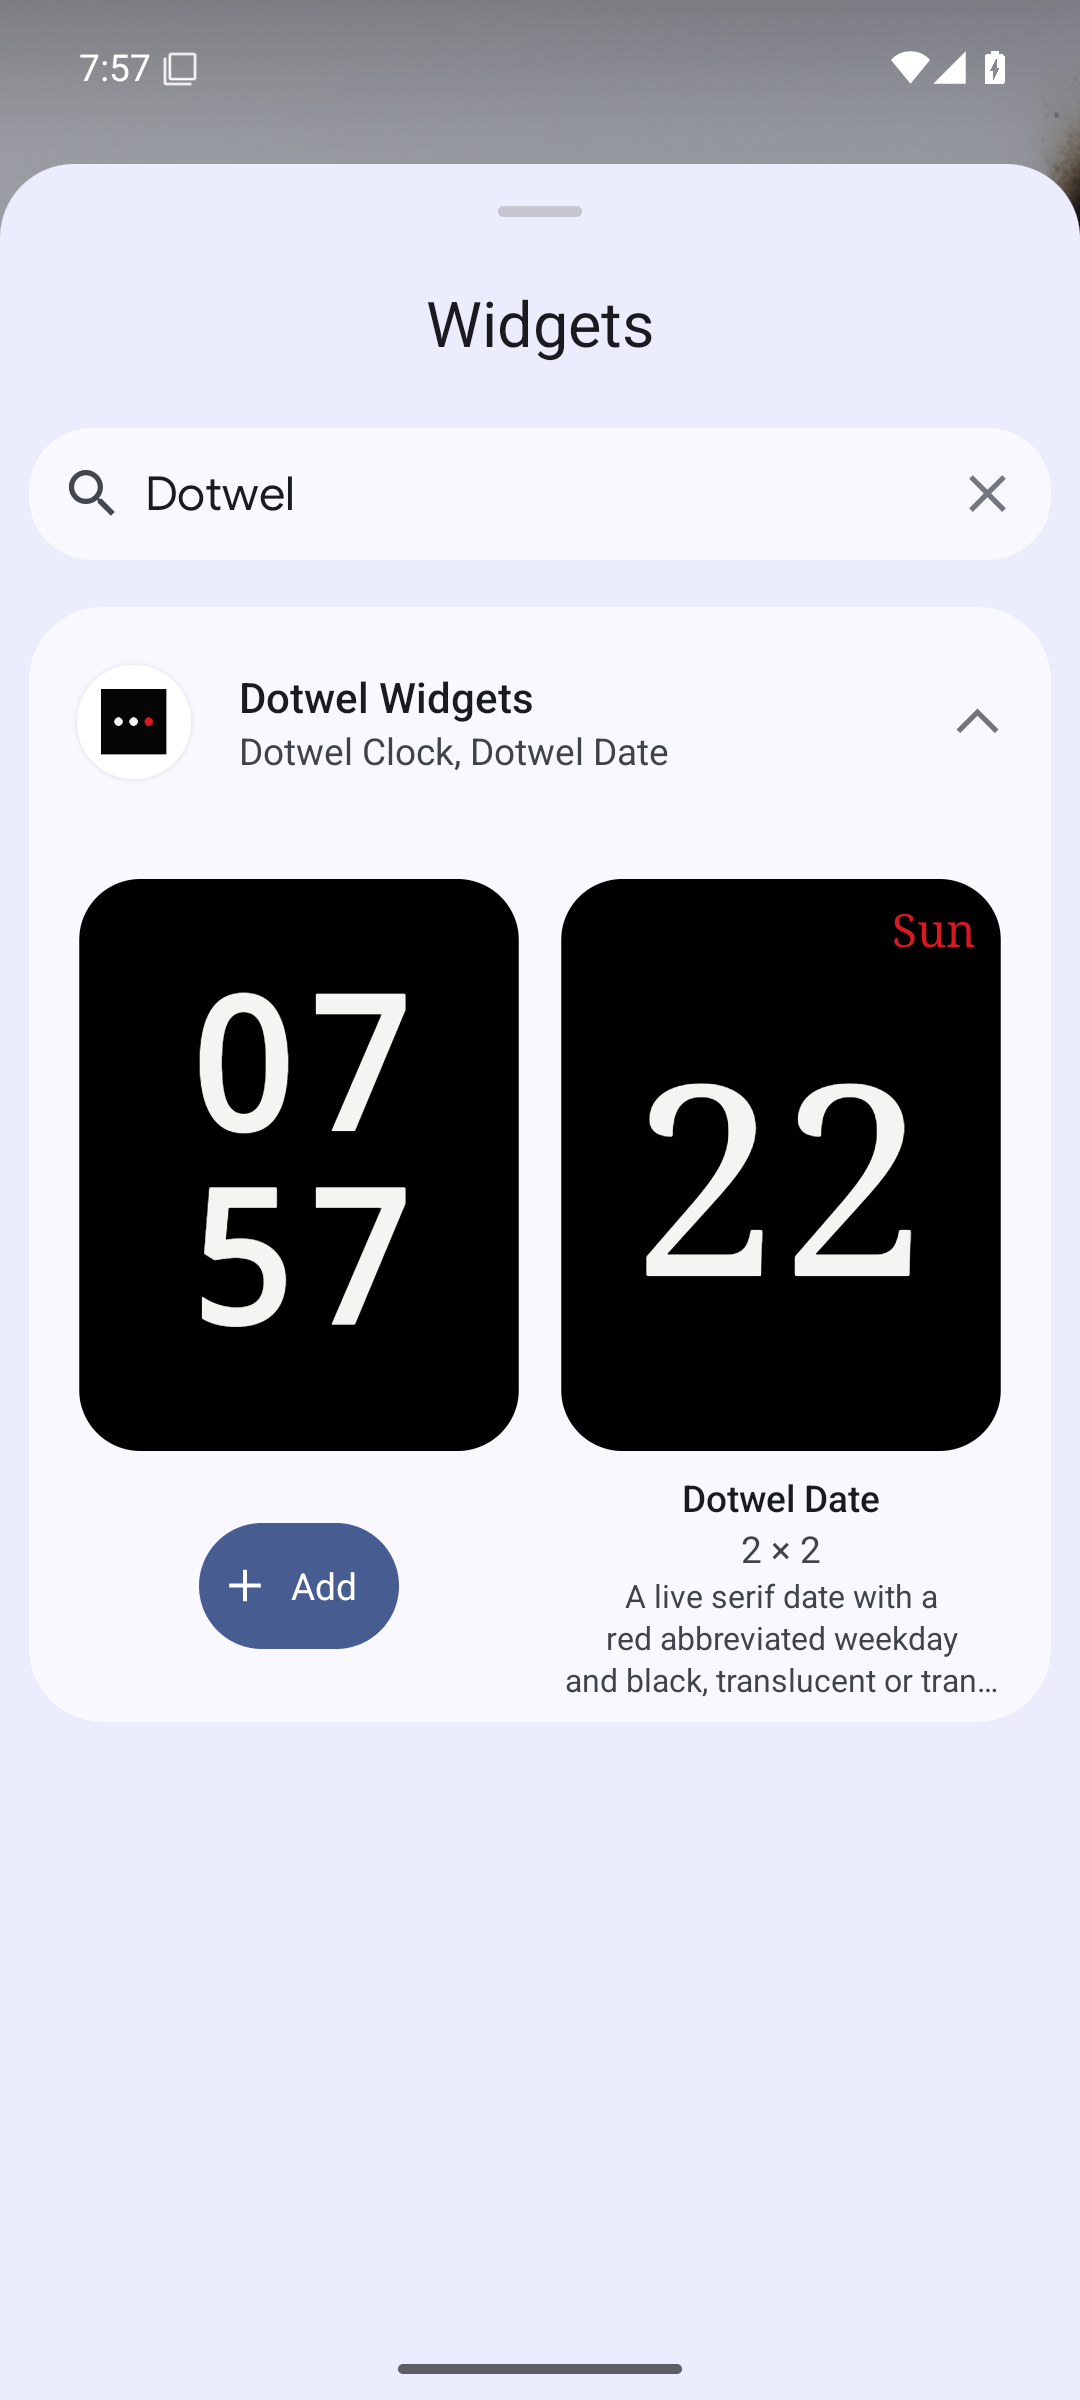 7:57
Widgets
Dotwel
Dotwel Widgets
Dotwel Clock, Dotwel Date
07
57
Sun
22
Add
Dotwel Date
2 × 2
A live serif date with a
red abbreviated weekday
and black, translucent or tran…